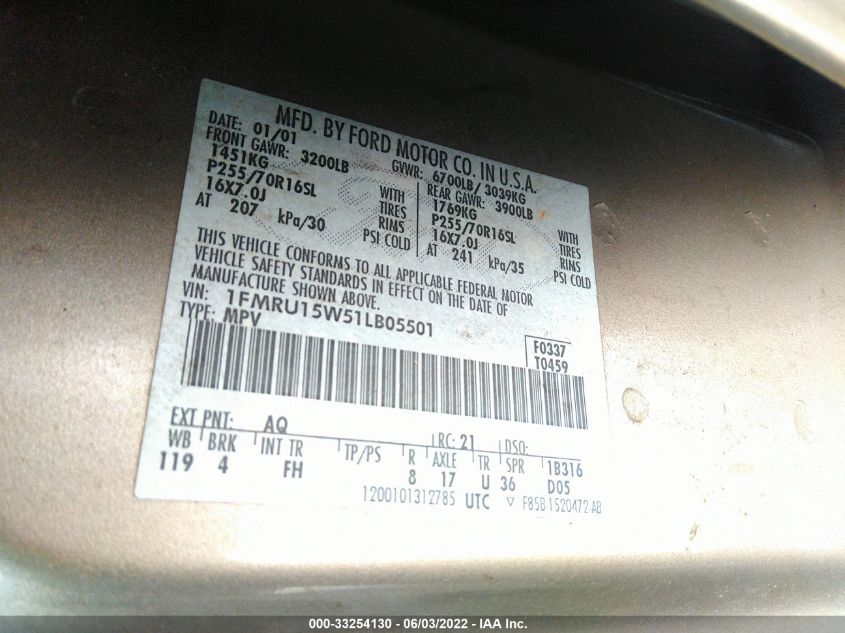 MFD. BY FORD MOTOR CO. IN U.S.A.
DATE: 01/01 GVWR: 6700LB/ 3039KG
FRONT GAWR: 3200LB REAR GAWR: 3900LB
1451KG WITH 1769KG WITH
P255/70R16SL TIRES P255/70R16SL TIRES
16X7.0J RIMS 16X7.0J RIMS
AT 207 kPa/30 PSI COLD AT 241 kPa/35 PSI COLD
THIS VEHICLE CONFORMS TO ALL APPLICABLE FEDERAL MOTOR
VEHICLE SAFETY STANDARDS IN EFFECT ON THE DATE OF
MANUFACTURE SHOWN ABOVE.
VIN: 1FMRU15W51LB05501
TYPE: MPV
F0337
T0459
EXT PNT: AQ RC: 21 DSO:
WB BRK INT TR TP/PS R AXLE TR SPR 1B316
119 4 FH 8 17 U 36 D05
1200101312785 UTC ▽ F85B 1520472 AB
000-33254130 - 06/03/2022 - IAA Inc.